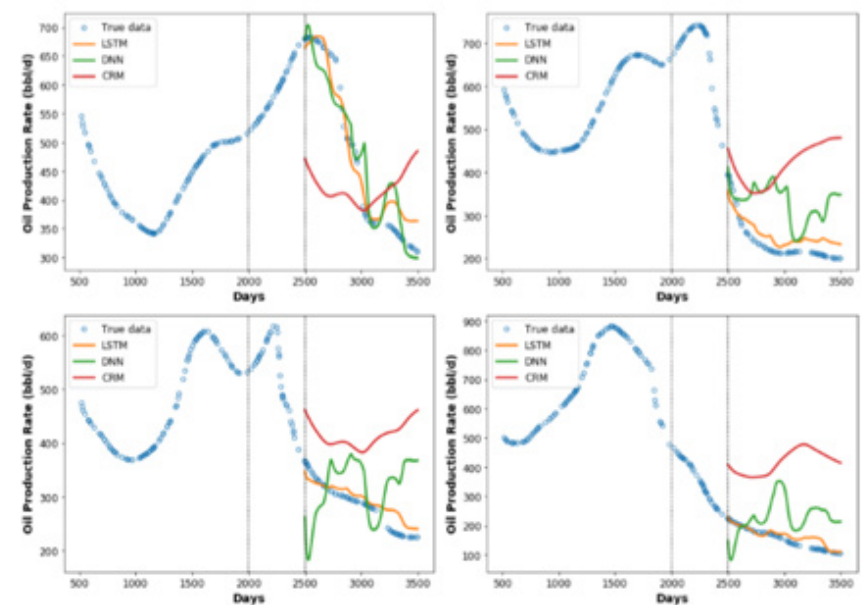 Oil Production Rate (bbl/d)
700
650
600
550
500
450
400
350
300
True data
LSTM
DNN
CRM
500 1000 1500 2000 2500 3000 3500
Days
Oil Production Rate (bbl/d)
700
600
500
400
300
200
True data
LSTM
DNN
CRM
500 1000 1500 2000 2500 3000 3500
Days
Oil Production Rate (bbl/d)
600
500
400
300
200
True data
LSTM
DNN
CRM
500 1000 1500 2000 2500 3000 3500
Days
Oil Production Rate (bbl/d)
900
800
700
600
500
400
300
200
100
True data
LSTM
DNN
CRM
500 1000 1500 2000 2500 3000 3500
Days